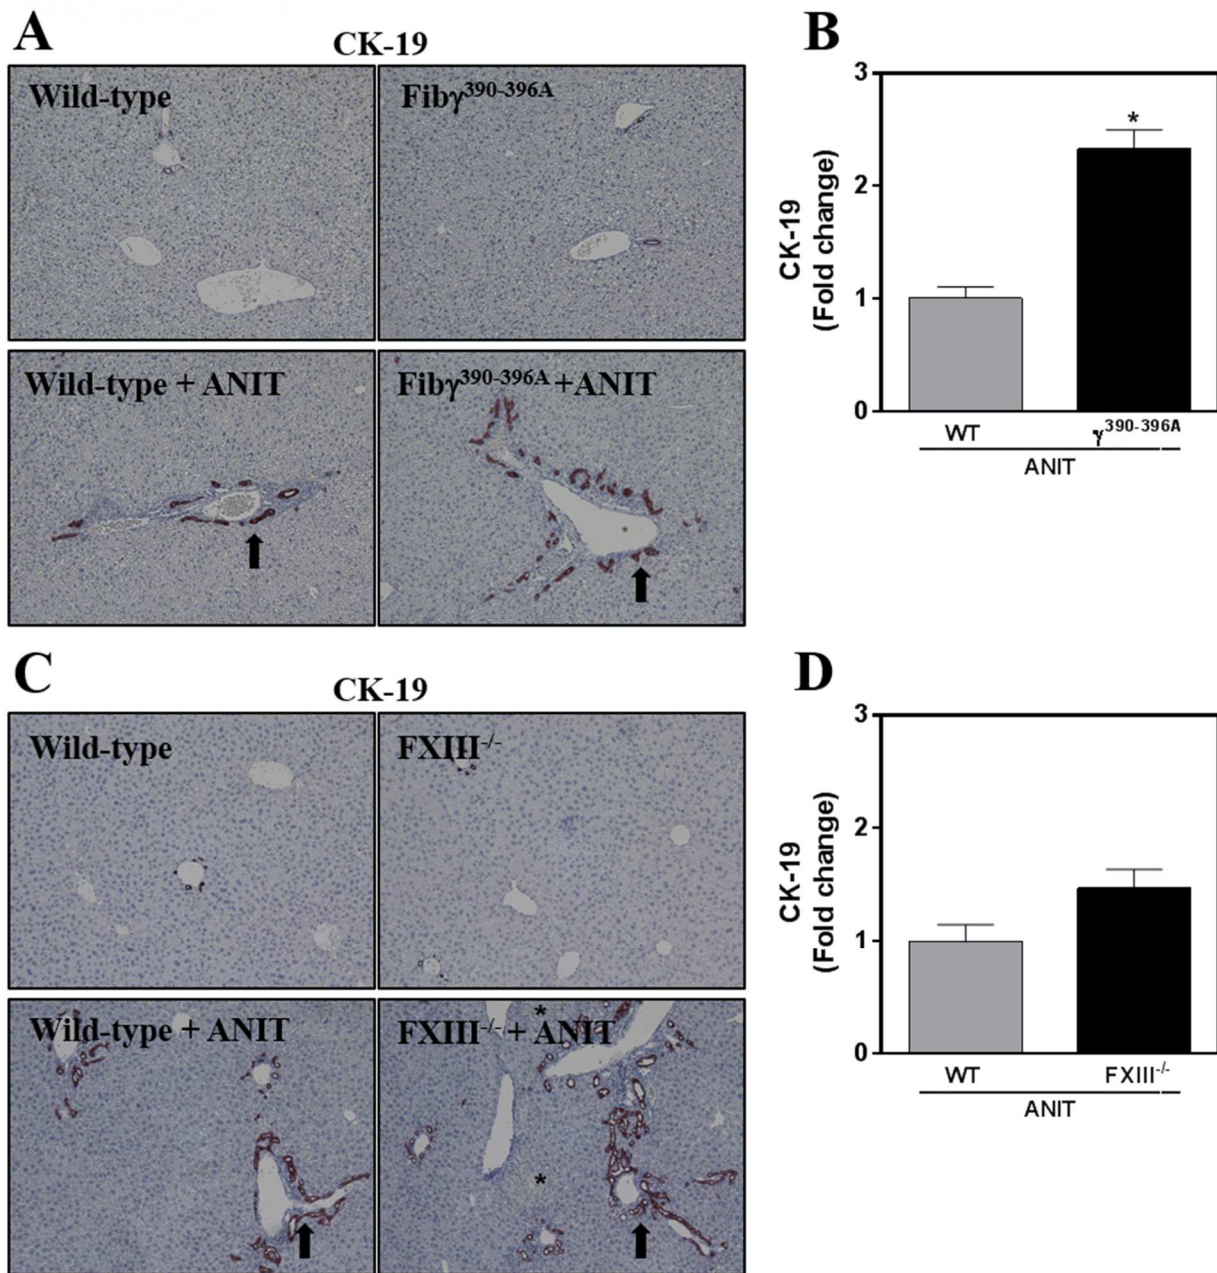 A
CK-19
Wild-type
Fibγ390-396A
Wild-type + ANIT
Fibγ390-396A +ANIT
B
3
2
1
0
CK-19
(Fold change)
*
WT
γ390-396A
ANIT
C
CK-19
Wild-type
FXIII-/-
Wild-type + ANIT
FXIII-/- + ANIT
*
*
D
3
2
1
0
CK-19
(Fold change)
WT
FXIII-/-
ANIT